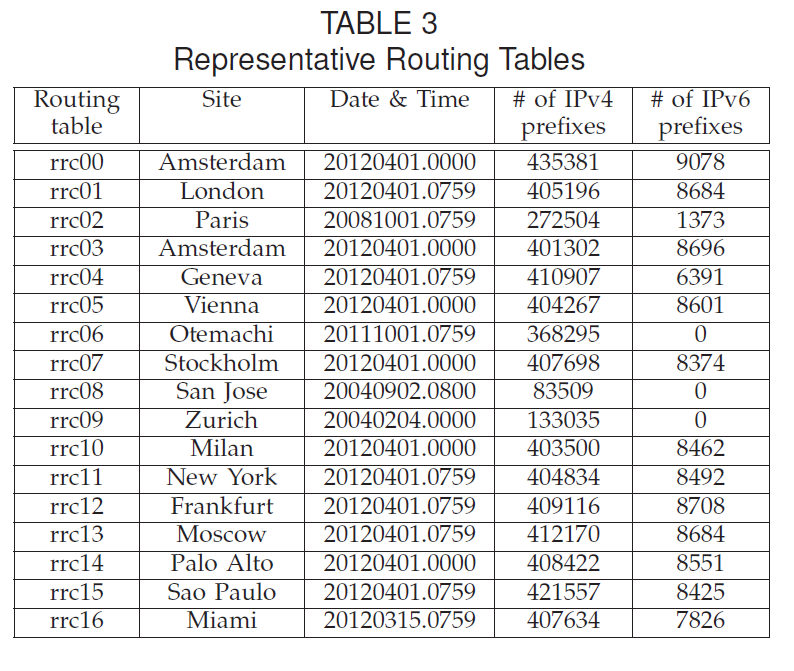 TABLE 3
Representative Routing Tables
Routing table Site Date & Time # of IPv4 prefixes # of IPv6 prefixes
rrc00 Amsterdam 20120401.0000 435381 9078
rrc01 London 20120401.0759 405196 8684
rrc02 Paris 20081001.0759 272504 1373
rrc03 Amsterdam 20120401.0000 401302 8696
rrc04 Geneva 20120401.0759 410907 6391
rrc05 Vienna 20120401.0000 404267 8601
rrc06 Otemachi 20111001.0759 368295 0
rrc07 Stockholm 20120401.0000 407698 8374
rrc08 San Jose 20040902.0800 83509 0
rrc09 Zurich 20040204.0000 133035 0
rrc10 Milan 20120401.0000 403500 8462
rrc11 New York 20120401.0759 404834 8492
rrc12 Frankfurt 20120401.0759 409116 8708
rrc13 Moscow 20120401.0759 412170 8684
rrc14 Palo Alto 20120401.0000 408422 8551
rrc15 Sao Paulo 20120401.0759 421557 8425
rrc16 Miami 20120315.0759 407634 7826